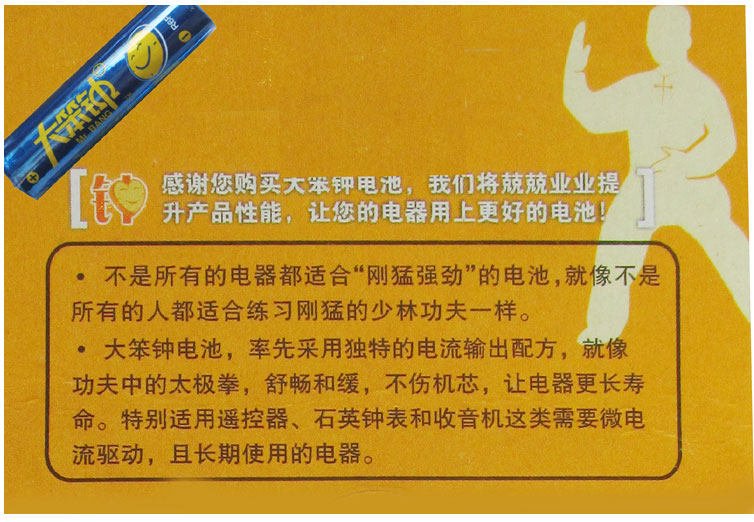 R6P
大笨钟
Mr BANG
钟
感谢您购买大笨钟电池，我们将兢兢业业提
升产品性能，让您的电器用上更好的电池！
· 不是所有的电器都适合“刚猛强劲”的电池，就像不是
所有的人都适合练习刚猛的少林功夫一样。
· 大笨钟电池，率先采用独特的电流输出配方，就像
功夫中的太极拳，舒畅和缓，不伤机芯，让电器更长寿
命。特别适用遥控器、石英钟表和收音机这类需要微电
流驱动，且长期使用的电器。